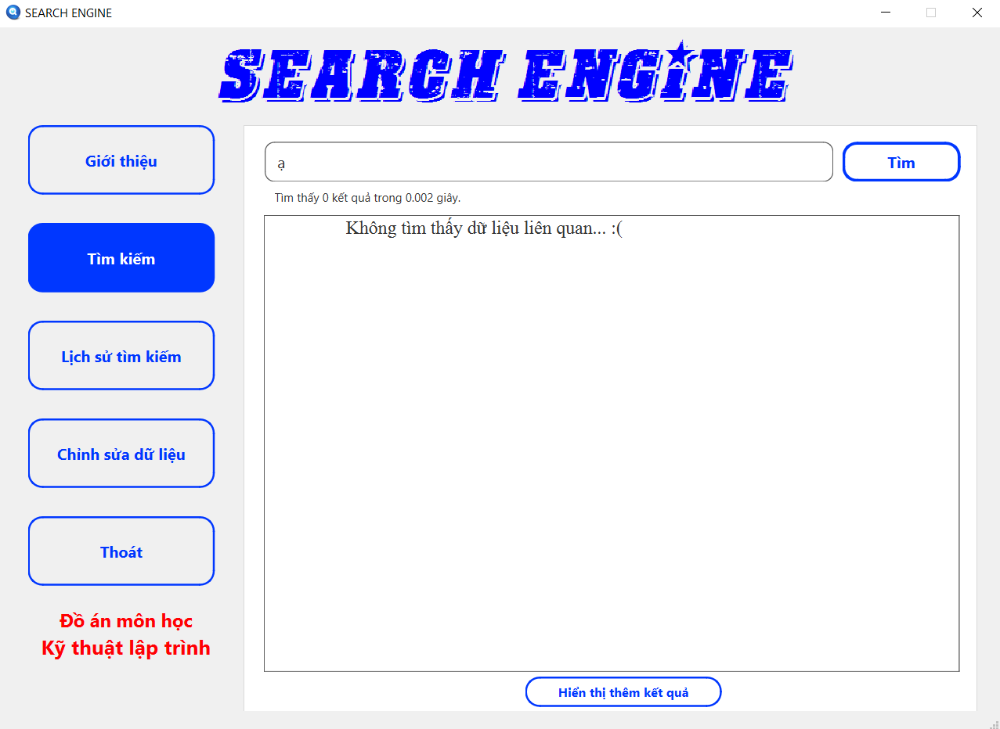 SEARCH ENGINE
SEARCH ENGINE
Giới thiệu
Tìm kiếm
Lịch sử tìm kiếm
Chỉnh sửa dữ liệu
Thoát
Đồ án môn học
Kỹ thuật lập trình
ạ
Tìm
Tìm thấy 0 kết quả trong 0.002 giây.
Không tìm thấy dữ liệu liên quan... :(
Hiển thị thêm kết quả